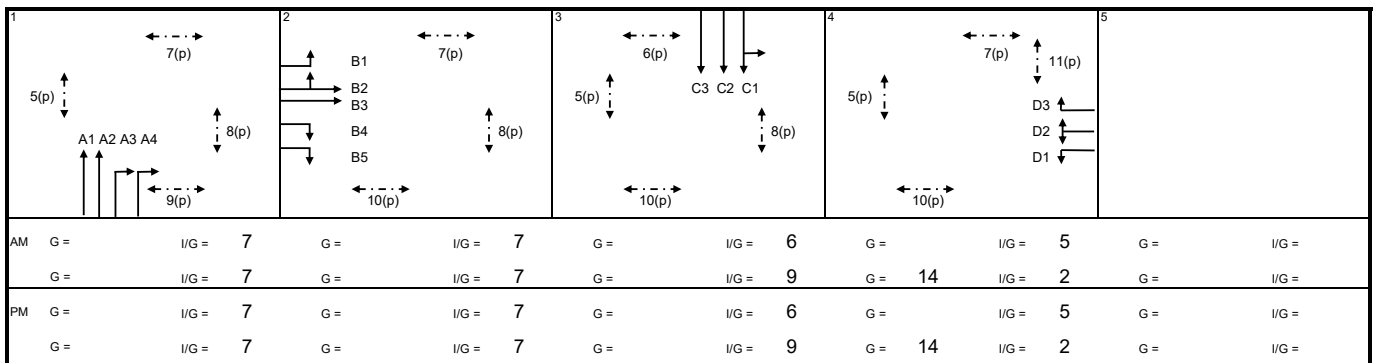 1 2 3 4 5
7(p) 7(p) 6(p) 7(p)
5(p) 8(p) A1 A2 A3 A4 9(p)
B1
B2
B3
B4
B5
8(p)
10(p)
5(p) C3 C2 C1 8(p)
10(p)
11(p)
5(p)
D3
D2
D1
10(p)
AM G = I/G = 7 G = I/G = 7 G = I/G = 6 G = I/G = 5 G = I/G =
G = I/G = 7 G = I/G = 7 G = I/G = 9 G = 14 I/G = 2 G = I/G =
PM G = I/G = 7 G = I/G = 7 G = I/G = 6 G = I/G = 5 G = I/G =
G = I/G = 7 G = I/G = 7 G = I/G = 9 G = 14 I/G = 2 G = I/G =